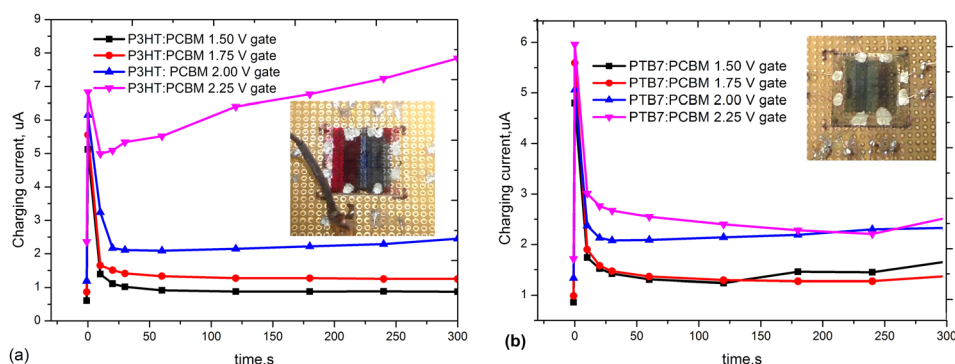 P3HT:PCBM 1.50 V gate
P3HT:PCBM 1.75 V gate
P3HT: PCBM 2.00 V gate
P3HT:PCBM 2.25 V gate
Charging current, uA
9
8
7
6
5
4
3
2
1
0
0 50 100 150 200 250 300
time,s
(a)
PTB7:PCBM 1.50 V gate
PTB7:PCBM 1.75 V gate
PTB7:PCBM 2.00 V gate
PTB7:PCBM 2.25 V gate
Charging current,uA
6
5
4
3
2
1
0 50 100 150 200 250 300
time,s
(b)